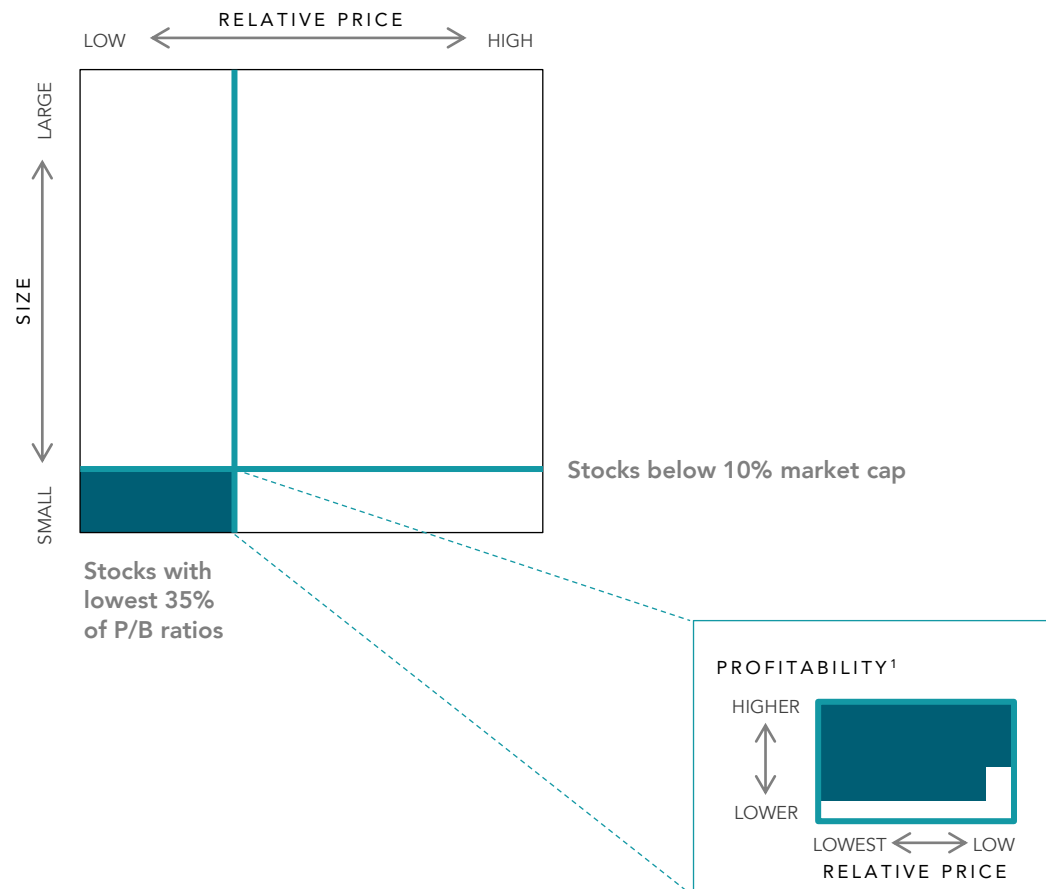 RELATIVE PRICE
LOW
HIGH
LARGE
SIZE
SMALL
Stocks below 10% market cap
Stocks with
lowest 35%
of P/B ratios
PROFITABILITY¹
HIGHER
LOWER
LOWEST
LOW
RELATIVE PRICE